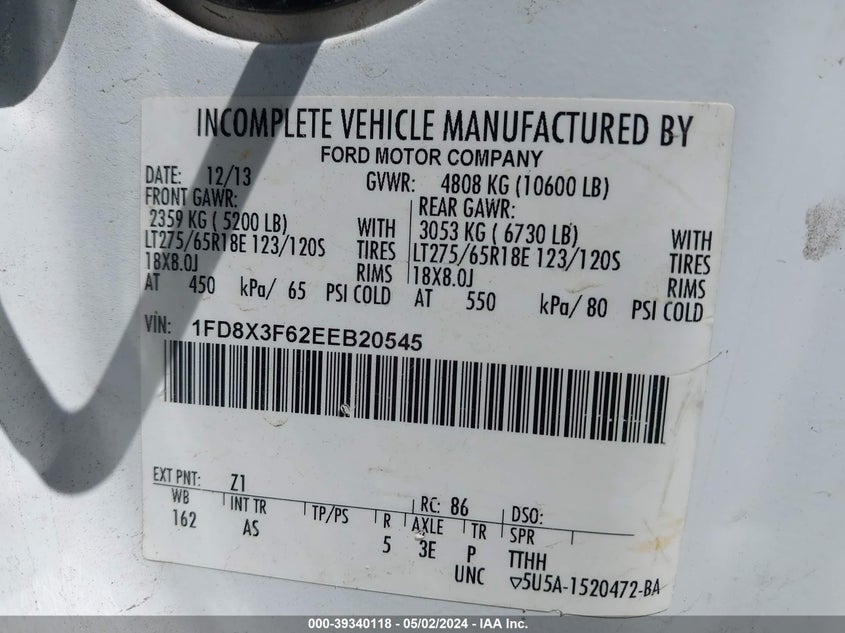 INCOMPLETE VEHICLE MANUFACTURED BY
FORD MOTOR COMPANY
DATE: 12/13 GVWR: 4808 KG (10600 LB)
FRONT GAWR: REAR GAWR:
2359 KG ( 5200 LB) WITH 3053 KG ( 6730 LB) WITH
LT275/65R18E 123/120S TIRES LT275/65R18E 123/120S TIRES
18X8.0J RIMS 18X8.0J RIMS
AT 450 kPa/ 65 PSI COLD AT 550 kPa/ 80 PSI COLD
VIN: 1FD8X3F62EEB20545
EXT PNT: Z1 RC: 86 DSO:
WB INT TR TP/PS R AXLE TR SPR
162 AS 5 3E P TTHH
UNC ▽5U5A-1520472-BA
000-39340118 - 05/02/2024 - IAA Inc.